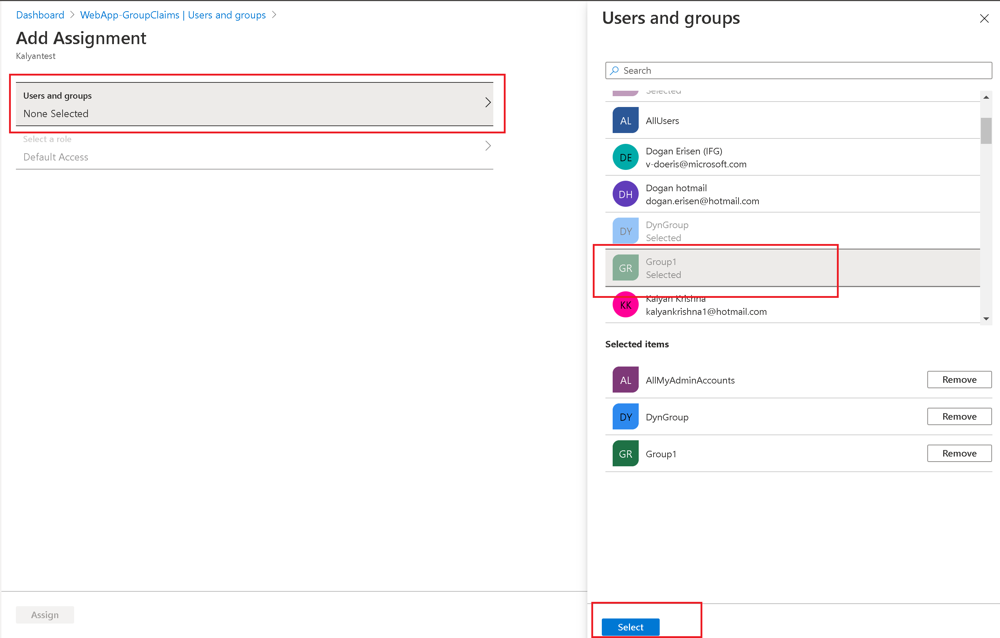 Dashboard > WebApp-GroupClaims | Users and groups >
Add Assignment
Kalyantest
Users and groups
None Selected
Select a role
Default Access
Assign
Users and groups
Search
Selected
AL AllUsers
DE Dogan Erisen (IFG)
v-doeris@microsoft.com
DH Dogan hotmail
dogan.erisen@hotmail.com
DY DynGroup
Selected
GR Group1
Selected
KK Kalyan Krishna
kalyankrishna1@hotmail.com
Selected items
AL AllMyAdminAccounts Remove
DY DynGroup Remove
GR Group1 Remove
Select